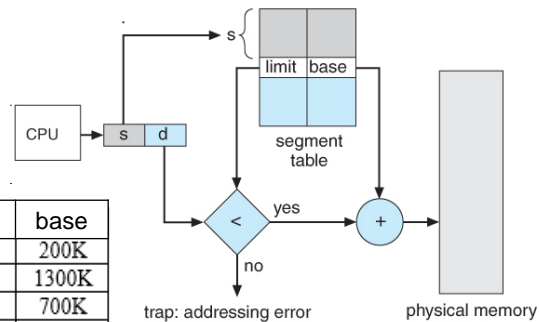 s
limit base
CPU
s d
segment
table
<
yes
+
no
trap: addressing error
physical memory
base
200K
1300K
700K